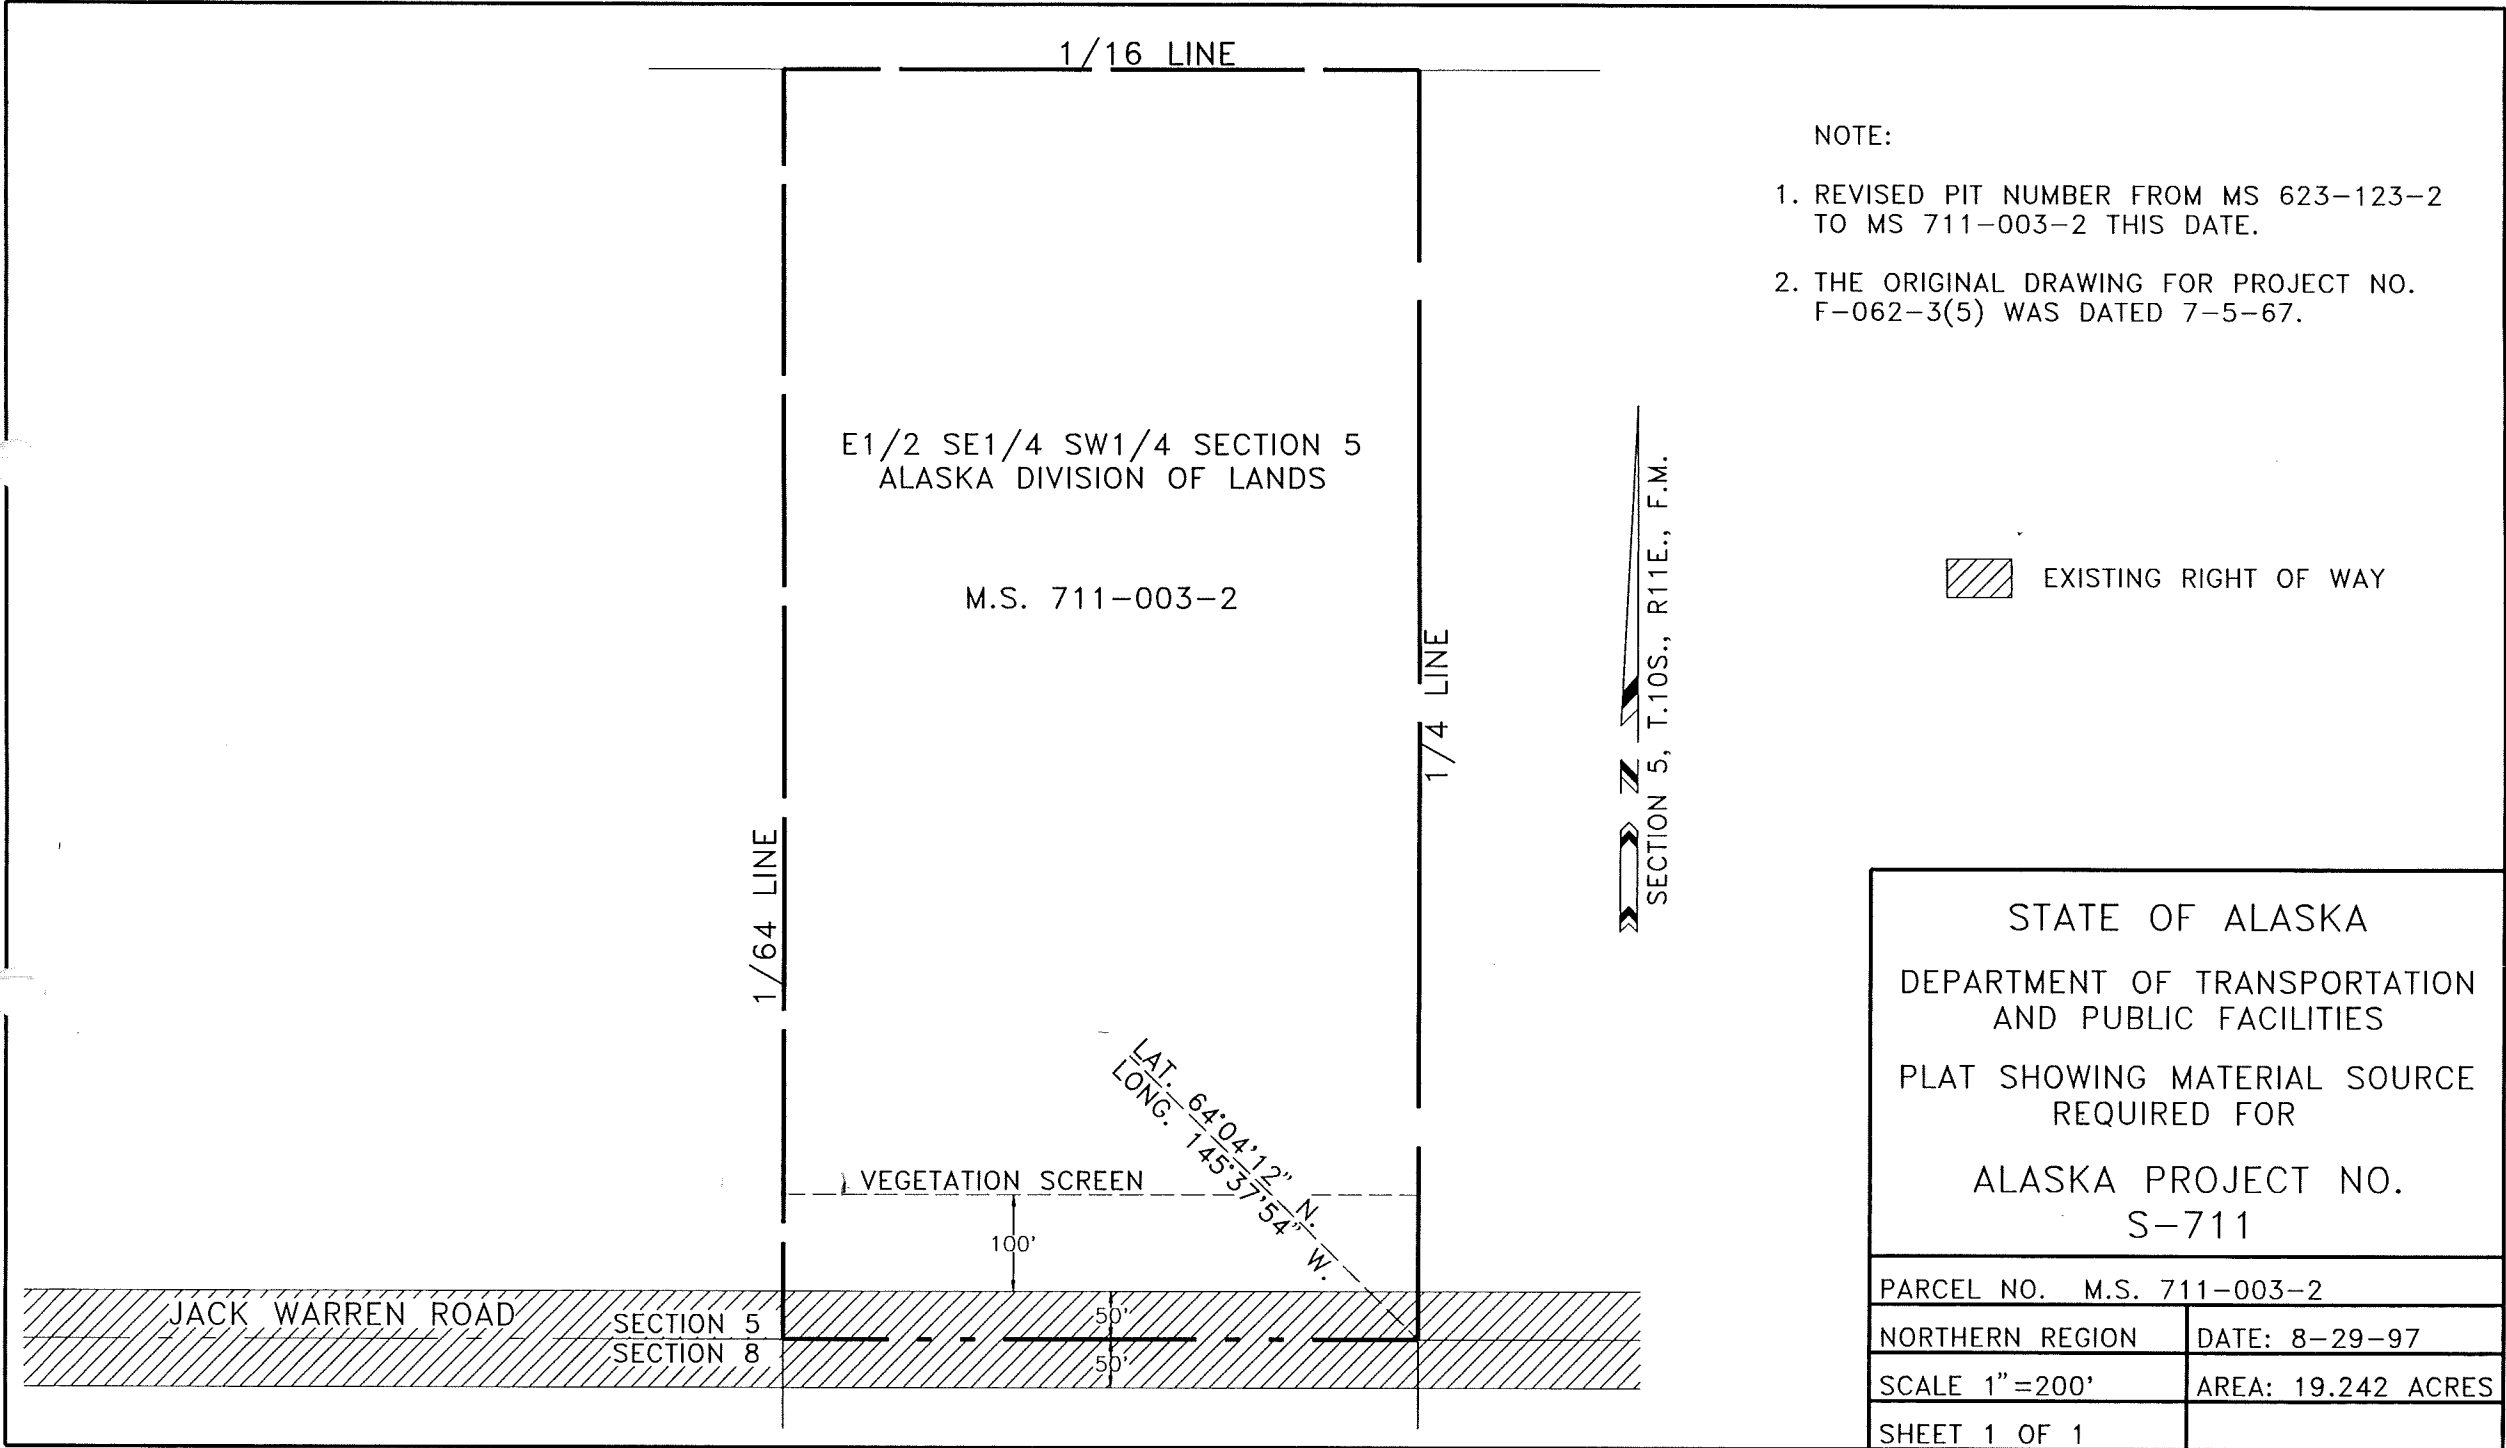 1/16 LINE
NOTE:
1. REVISED PIT NUMBER FROM MS 623-123-2
TO MS 711-003-2 THIS DATE.
2. THE ORIGINAL DRAWING FOR PROJECT NO.
F-062-3(5) WAS DATED 7-5-67.
E1/2 SE1/4 SW1/4 SECTION 5
ALASKA DIVISION OF LANDS
M.S. 711-003-2
EXISTING RIGHT OF WAY
1/4 LINE
SECTION 5, T.10S., R11E., F.M.
N
1/64 LINE
LAT. 64°04'12" N.
LONG. 145°37'54" W.
VEGETATION SCREEN
100'
JACK WARREN ROAD
SECTION 5
SECTION 8
50'
50'
STATE OF ALASKA
DEPARTMENT OF TRANSPORTATION
AND PUBLIC FACILITIES
PLAT SHOWING MATERIAL SOURCE
REQUIRED FOR
ALASKA PROJECT NO.
S-711
PARCEL NO. M.S. 711-003-2
NORTHERN REGION
DATE: 8-29-97
SCALE 1"=200'
AREA: 19.242 ACRES
SHEET 1 OF 1